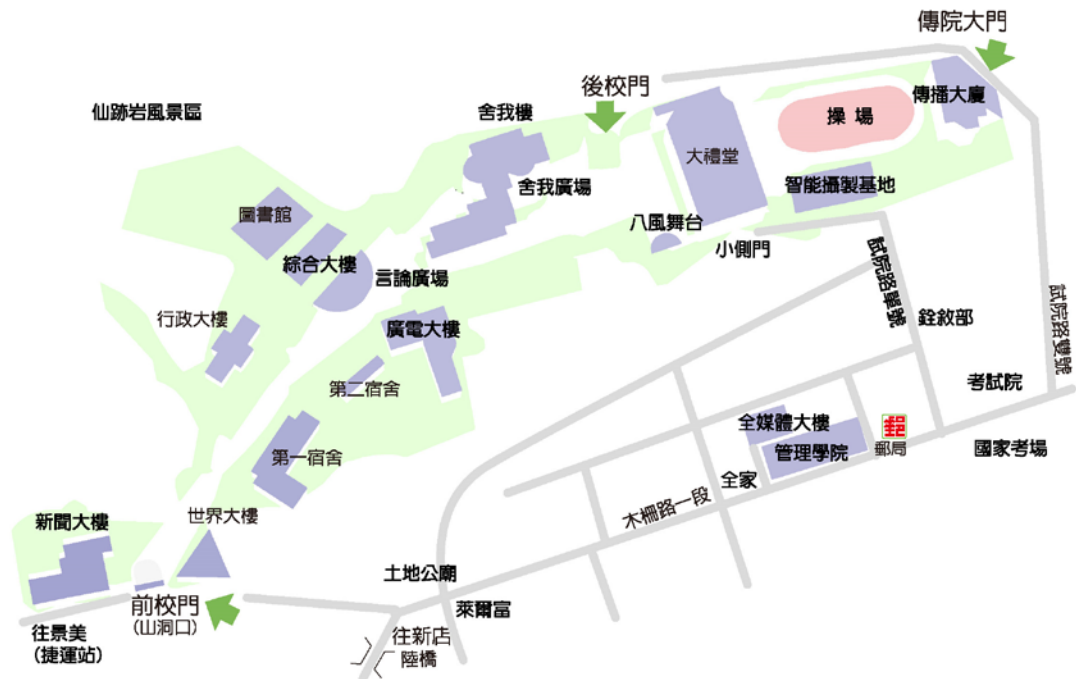 傳院大門
後校門
傳播大廈
仙跡岩風景區
舍我樓
操 場
大禮堂
舍我廣場
智能攝製基地
圖書館
八風舞台
小側門
綜合大樓
言論廣場
試院路單號
試院路雙號
行政大樓
廣電大樓
銓敘部
第二宿舍
考試院
全媒體大樓
郵
管理學院
郵局
國家考場
第一宿舍
全家
木柵路一段
新聞大樓
世界大樓
土地公廟
前校門
(山洞口)
萊爾富
往景美
(捷運站)
往新店
陸橋